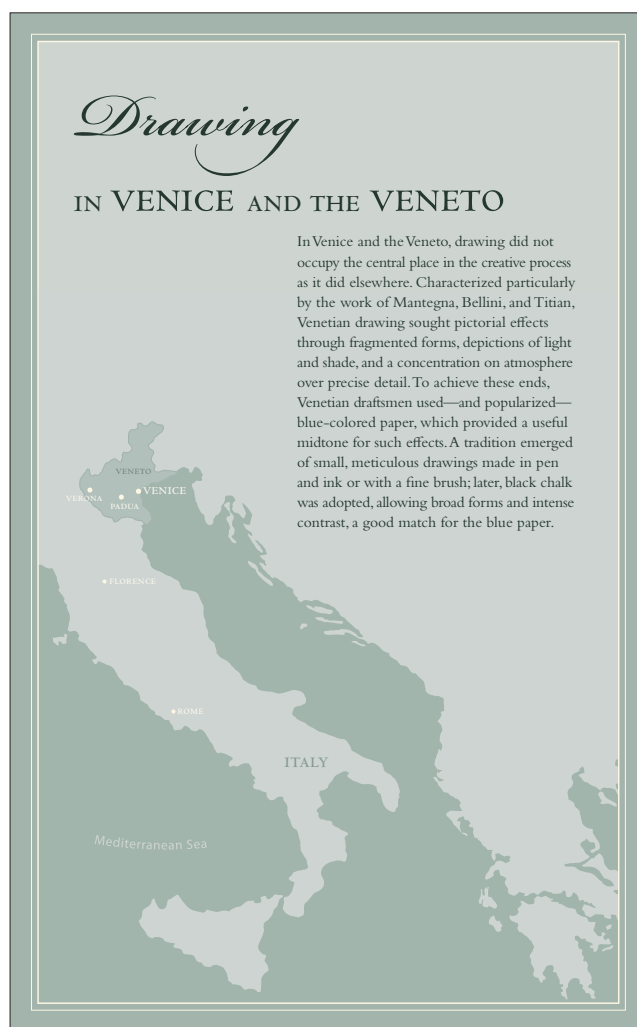 Drawing
IN VENICE AND THE VENETO
In Venice and the Veneto, drawing did not
occupy the central place in the creative process
as it did elsewhere. Characterized particularly
by the work of Mantegna, Bellini, and Titian,
Venetian drawing sought pictorial effects
through fragmented forms, depictions of light
and shade, and a concentration on atmosphere
over precise detail. To achieve these ends,
Venetian draftsmen used—and popularized—
blue-colored paper, which provided a useful
midtone for such effects. A tradition emerged
of small, meticulous drawings made in pen
and ink or with a fine brush; later, black chalk
was adopted, allowing broad forms and intense
contrast, a good match for the blue paper.
VENETO
VENICE
VERONA
PADUA
FLORENCE
ROME
ITALY
Mediterranean Sea